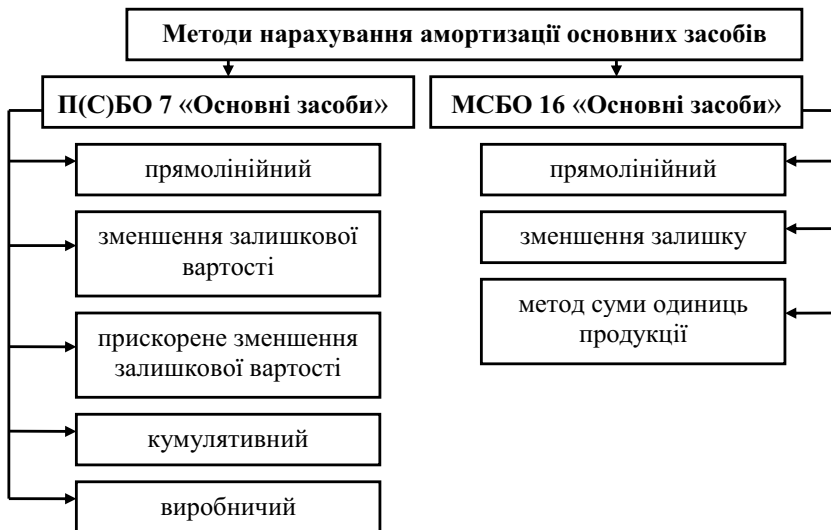 Методи нарахування амортизації основних засобів
П(С)БО 7 «Основні засоби»
прямолінійний
зменшення залишкової
вартості
прискорене зменшення
залишкової вартості
кумулятивний
виробничий
МСБО 16 «Основні засоби»
прямолінійний
зменшення залишку
метод суми одиниць
продукції